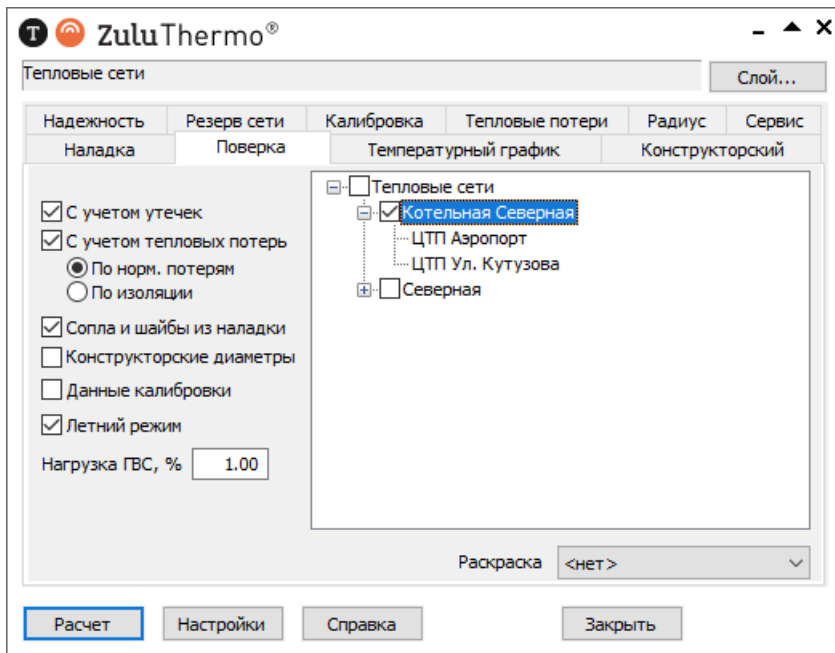 T ZuluThermo®
Тепловые сети
Слой...
Надежность Резерв сети Калибровка Тепловые потери Радиус Сервис
Наладка Поверка Температурный график Конструкторский
С учетом утечек
С учетом тепловых потерь
По норм. потерям
По изоляции
Сопла и шайбы из наладки
Конструкторские диаметры
Данные калибровки
Летний режим
Нагрузка ГВС, % 1.00
Тепловые сети
Котельная Северная
ЦТП Аэропорт
ЦТП Ул. Кутузова
Северная
Раскраска <нет>
Расчет Настройки Справка Закрыть